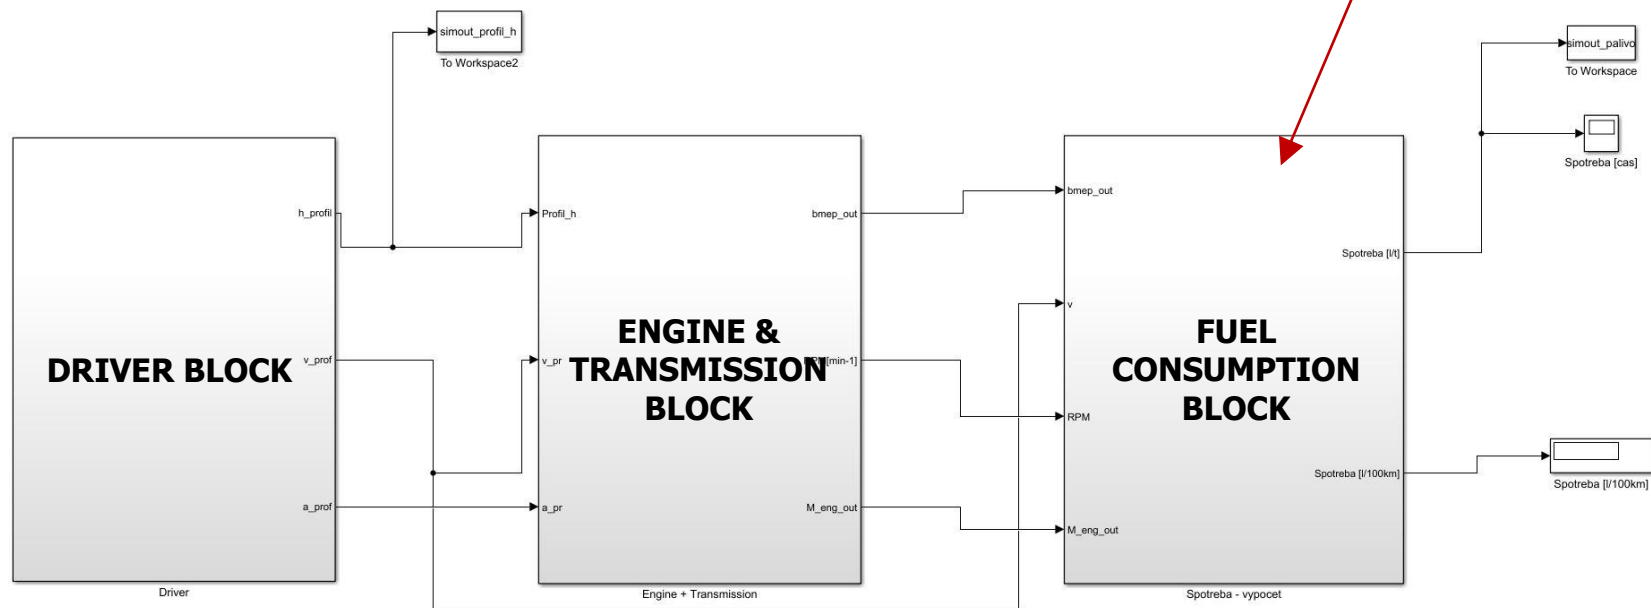 simout_profil_h
To Workspace2
simout_palivo
To Workspace
Spotreba [cas]
h_profil
v_prof
a_prof
DRIVER BLOCK
Driver
Profil_h
v_pr
a_pr
bmep_out
[min-1]
M_eng_out
ENGINE &
TRANSMISSION
BLOCK
Engine + Transmission
bmep_out
v
RPM
M_eng_out
Spotreba [l/t]
Spotreba [l/100km]
FUEL
CONSUMPTION
BLOCK
Spotreba - vypocet
Spotreba [l/100km]